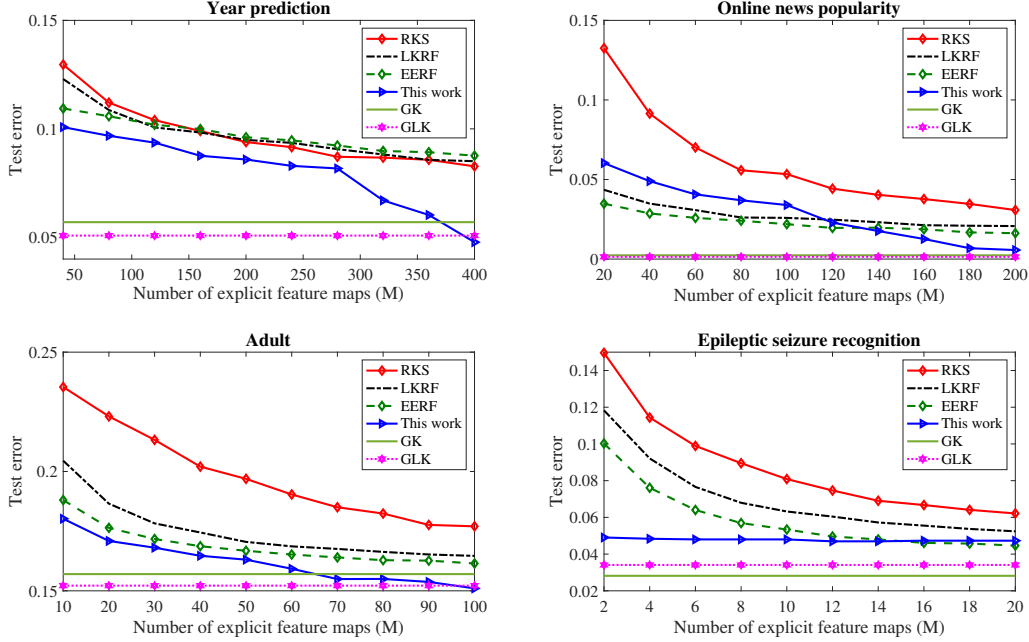 Year prediction
0.15
0.1
0.05
Test error
50 100 150 200 250 300 350 400
Number of explicit feature maps (M)
RKS
LKRF
EERF
This work
GK
GLK
Online news popularity
0.15
0.1
0.05
0
Test error
20 40 60 80 100 120 140 160 180 200
Number of explicit feature maps (M)
RKS
LKRF
EERF
This work
GK
GLK
Adult
0.25
0.2
0.15
Test error
10 20 30 40 50 60 70 80 90 100
Number of explicit feature maps (M)
RKS
LKRF
EERF
This work
GK
GLK
Epileptic seizure recognition
0.14
0.12
0.1
0.08
0.06
0.04
0.02
Test error
2 4 6 8 10 12 14 16 18 20
Number of explicit feature maps (M)
RKS
LKRF
EERF
This work
GK
GLK